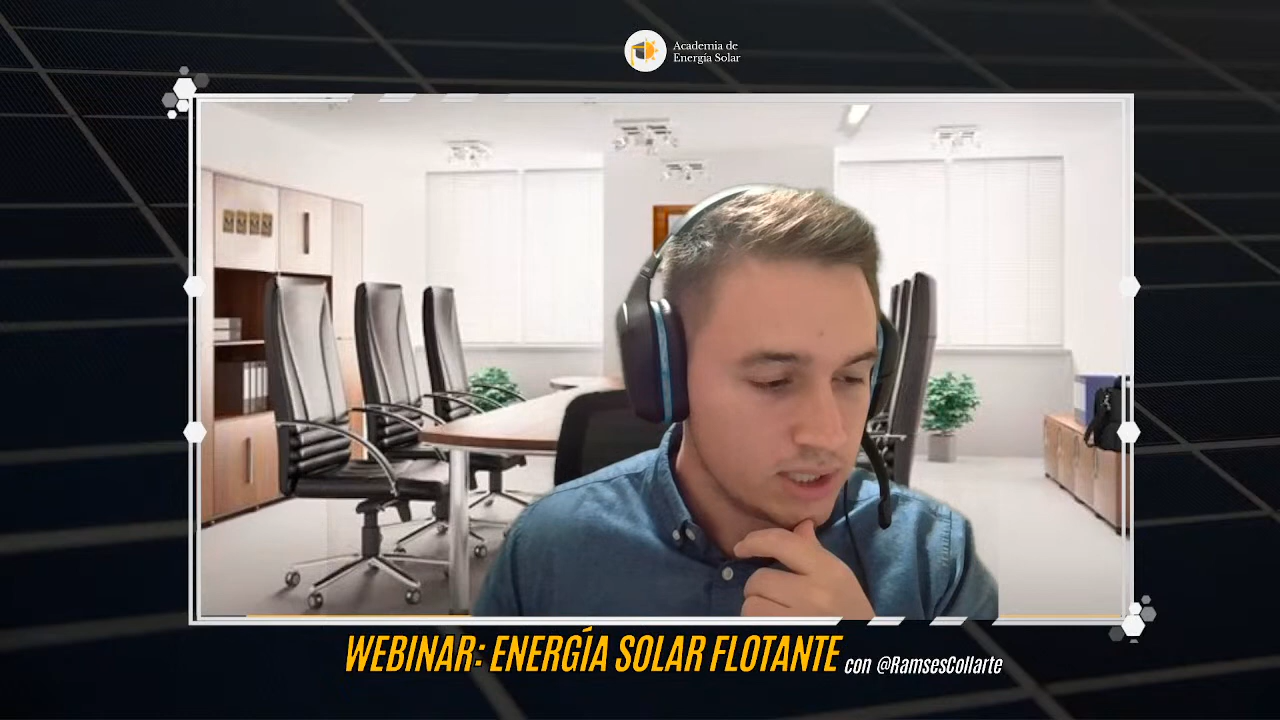 Academia de
Energía Solar
WEBINAR: ENERGÍA SOLAR FLOTANTE con @RamsesCollarte